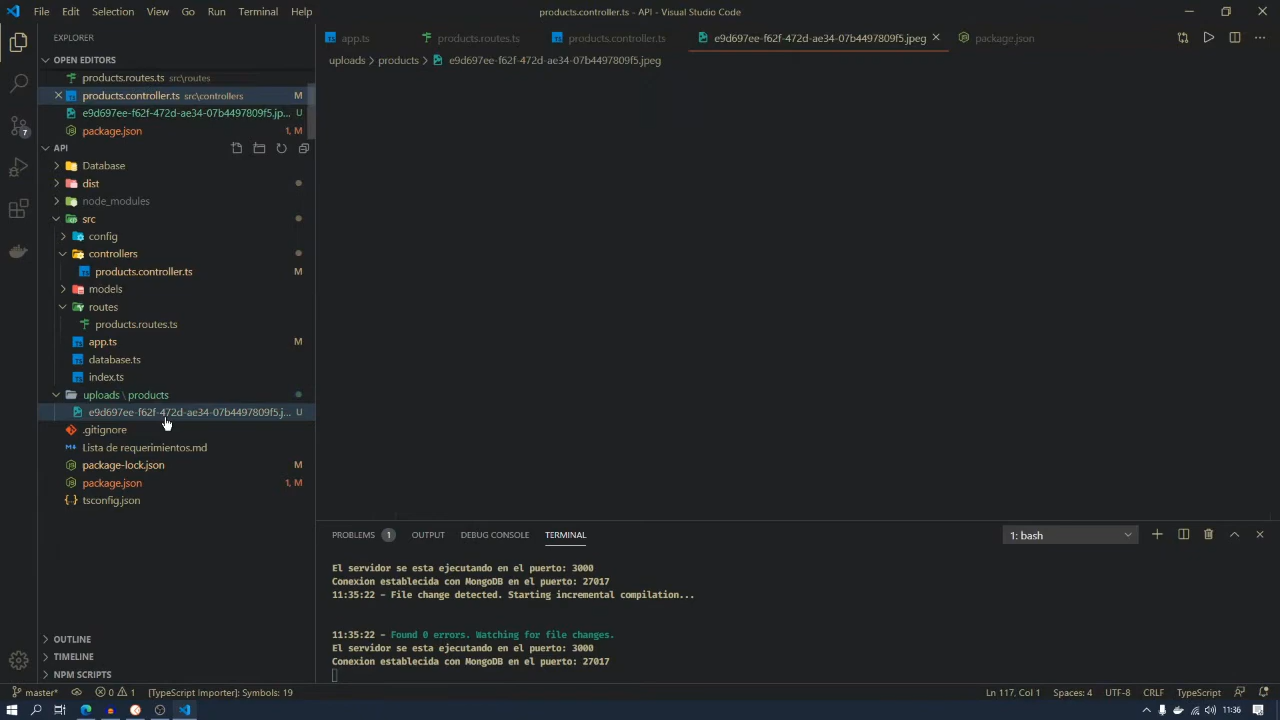 File Edit Selection View Go Run Terminal Help
products.controller.ts - API - Visual Studio Code
EXPLORER
app.ts products.routes.ts products.controller.ts e9d697ee-f62f-472d-ae34-07b4497809f5.jpeg package.json
uploads > products > e9d697ee-f62f-472d-ae34-07b4497809f5.jpeg
OPEN EDITORS
products.routes.ts src\routes
products.controller.ts src\controllers M
e9d697ee-f62f-472d-ae34-07b4497809f5.jp... U
package.json 1, M
API
Database
dist
node_modules
src
config
controllers
products.controller.ts M
models
routes
products.routes.ts
app.ts M
database.ts
index.ts
uploads \ products
e9d697ee-f62f-472d-ae34-07b4497809f5.j... U
.gitignore
Lista de requerimientos.md
package-lock.json M
package.json 1, M
tsconfig.json
OUTLINE
TIMELINE
NPM SCRIPTS
7
PROBLEMS 1 OUTPUT DEBUG CONSOLE TERMINAL
1: bash
El servidor se esta ejecutando en el puerto: 3000
Conexion establecida con MongoDB en el puerto: 27017
11:35:22 - File change detected. Starting incremental compilation...
11:35:22 - Found 0 errors. Watching for file changes.
El servidor se esta ejecutando en el puerto: 3000
Conexion establecida con MongoDB en el puerto: 27017
master* 0 1 [TypeScript Importer]: Symbols: 19
Ln 117, Col 1 Spaces: 4 UTF-8 CRLF TypeScript
11:36